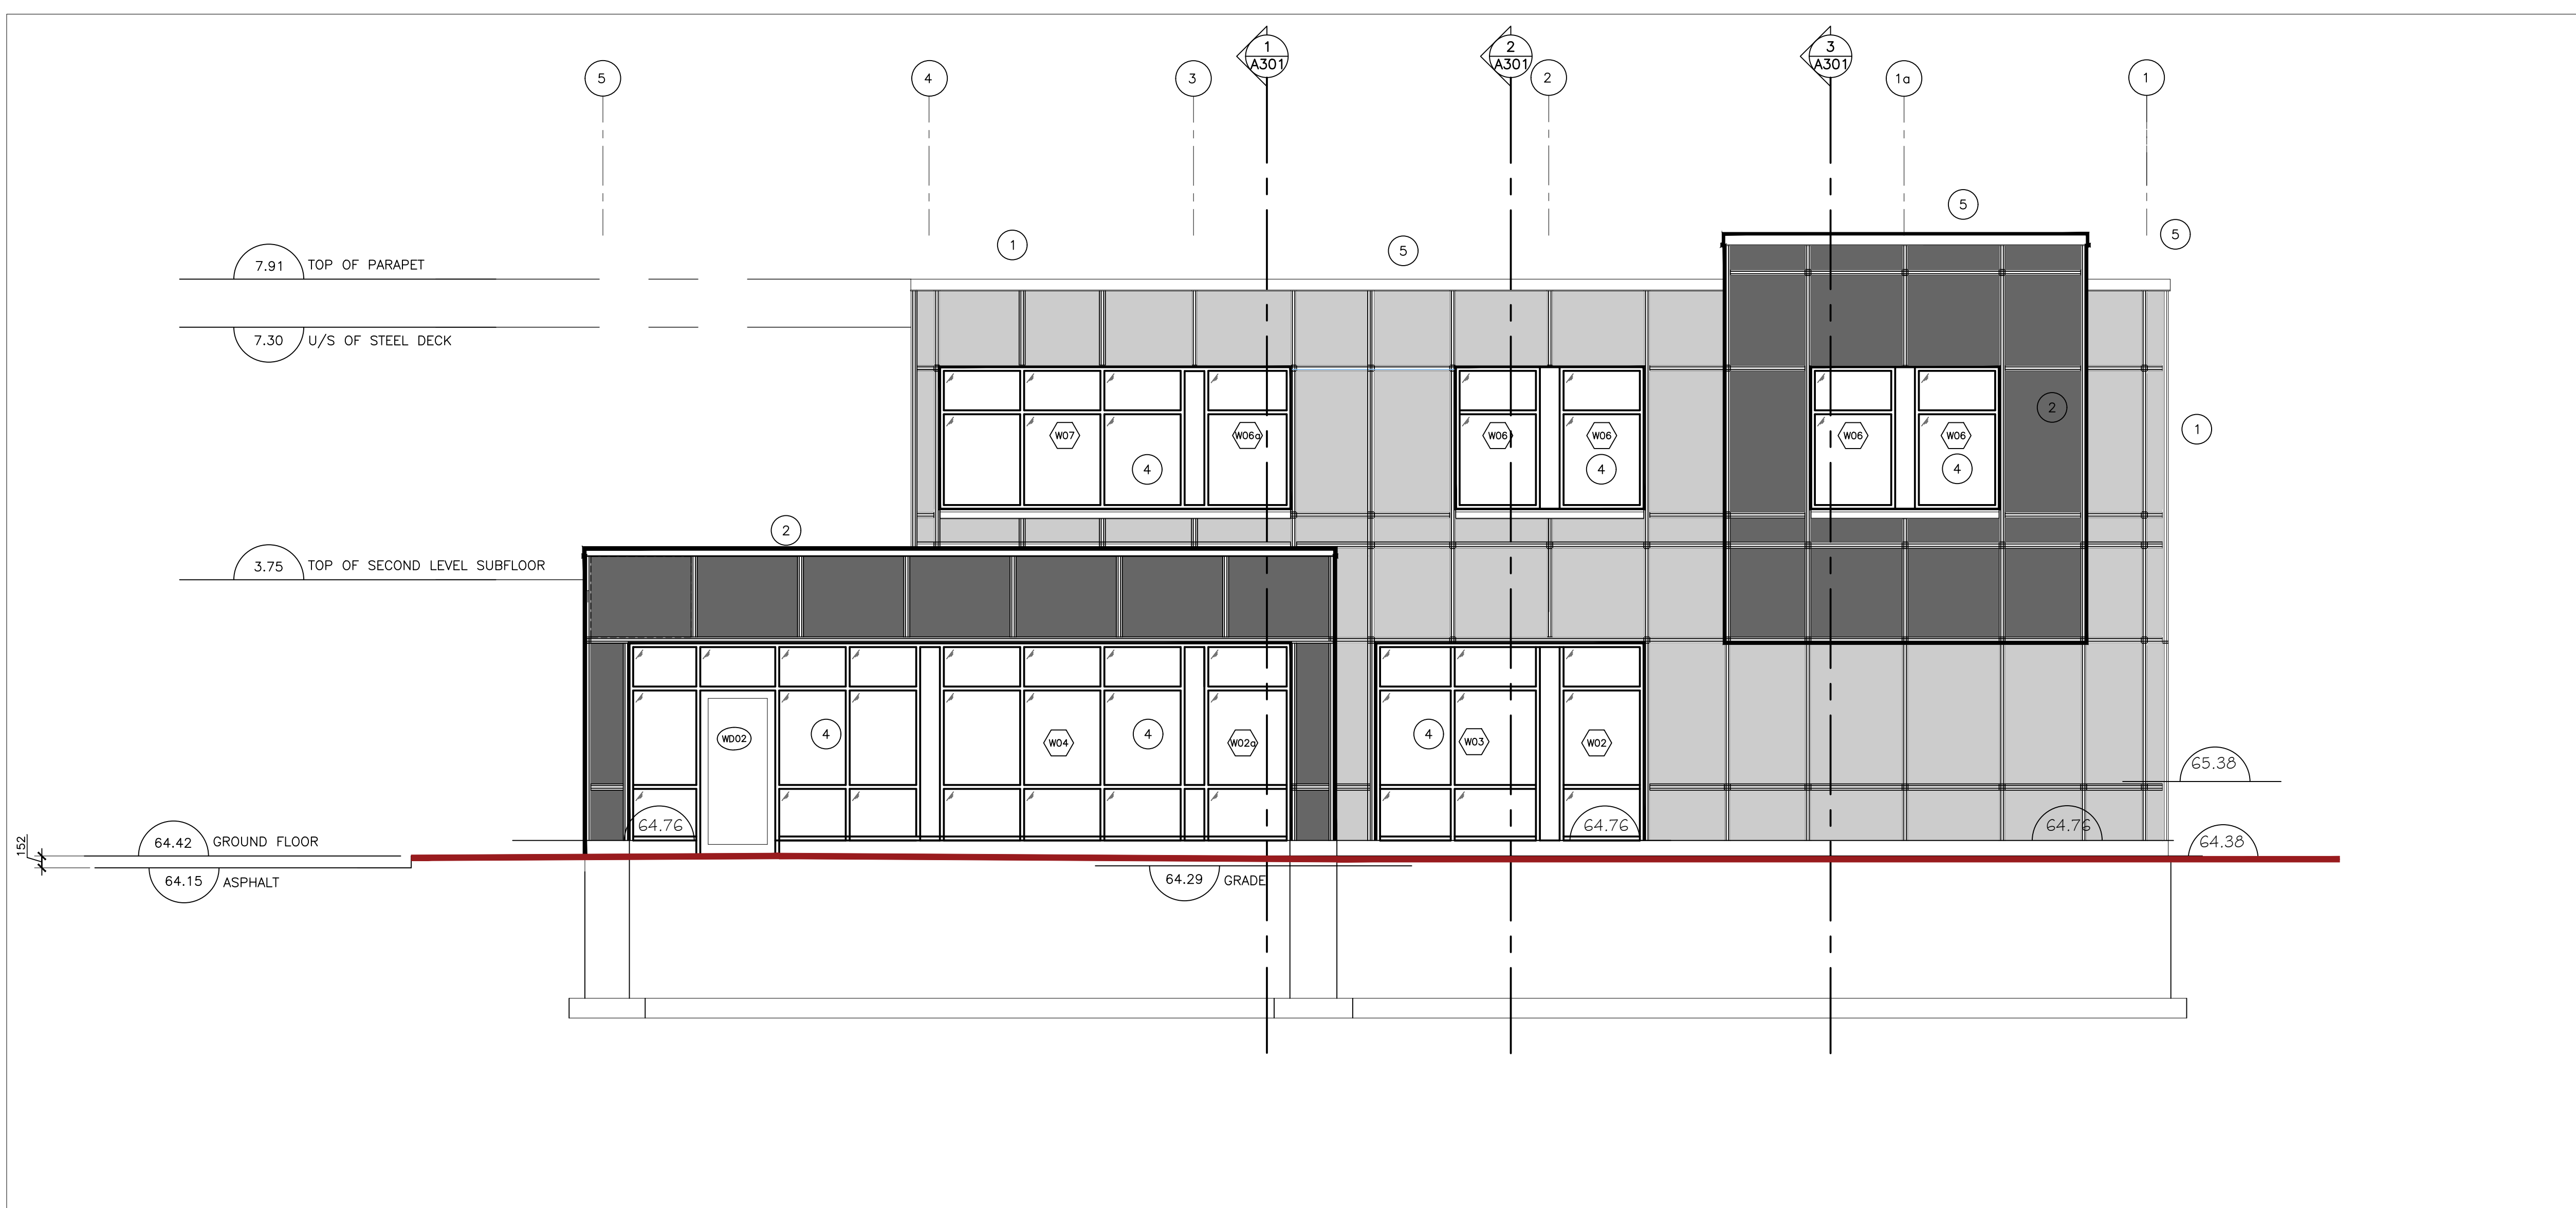 1
A301
2
A301
3
A301
5
4
3
2
1a
1
5
5
1
5
7.91 TOP OF PARAPET
7.30 U/S OF STEEL DECK
2
1
W07
W06a
W06
W06
W06
W06
4
4
4
2
3.75 TOP OF SECOND LEVEL SUBFLOOR
WD02
4
W04
4
W02a
4
W03
W02
65.38
64.76
64.76
64.76
152
64.42 GROUND FLOOR
64.38
64.15 ASPHALT
64.29 GRADE